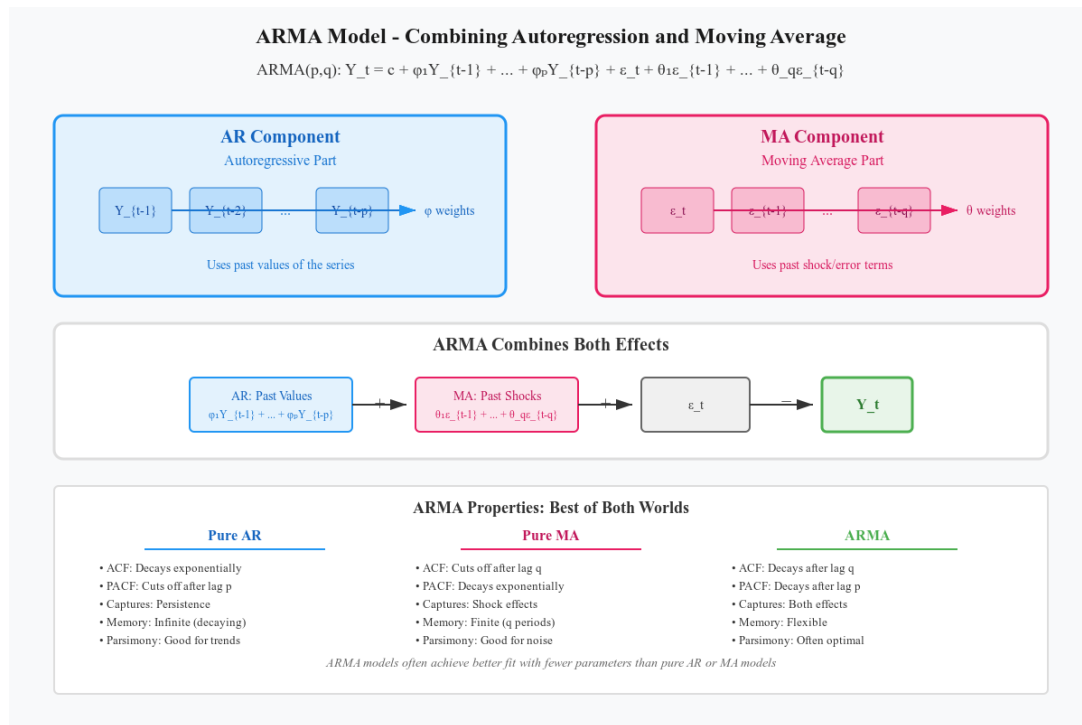 ARMA Model - Combining Autoregression and Moving Average
ARMA(p,q): Y_t = c + φ₁Y_{t-1} + ... + φₚY_{t-p} + ε_t + θ₁ε_{t-1} + ... + θ_qε_{t-q}
AR Component
Autoregressive Part
Y_{t-1} Y_{t-2} ... Y_{t-p} φ weights
Uses past values of the series
MA Component
Moving Average Part
ε_t ε_{t-1} ... ε_{t-q} θ weights
Uses past shock/error terms
ARMA Combines Both Effects
AR: Past Values
φ₁Y_{t-1} + ... + φₚY_{t-p}
+
MA: Past Shocks
θ₁ε_{t-1} + ... + θ_qε_{t-q}
+
ε_t
=
Y_t
ARMA Properties: Best of Both Worlds
Pure AR
• ACF: Decays exponentially
• PACF: Cuts off after lag p
• Captures: Persistence
• Memory: Infinite (decaying)
• Parsimony: Good for trends
Pure MA
• ACF: Cuts off after lag q
• PACF: Decays exponentially
• Captures: Shock effects
• Memory: Finite (q periods)
• Parsimony: Good for noise
ARMA
• ACF: Decays after lag q
• PACF: Decays after lag p
• Captures: Both effects
• Memory: Flexible
• Parsimony: Often optimal
ARMA models often achieve better fit with fewer parameters than pure AR or MA models